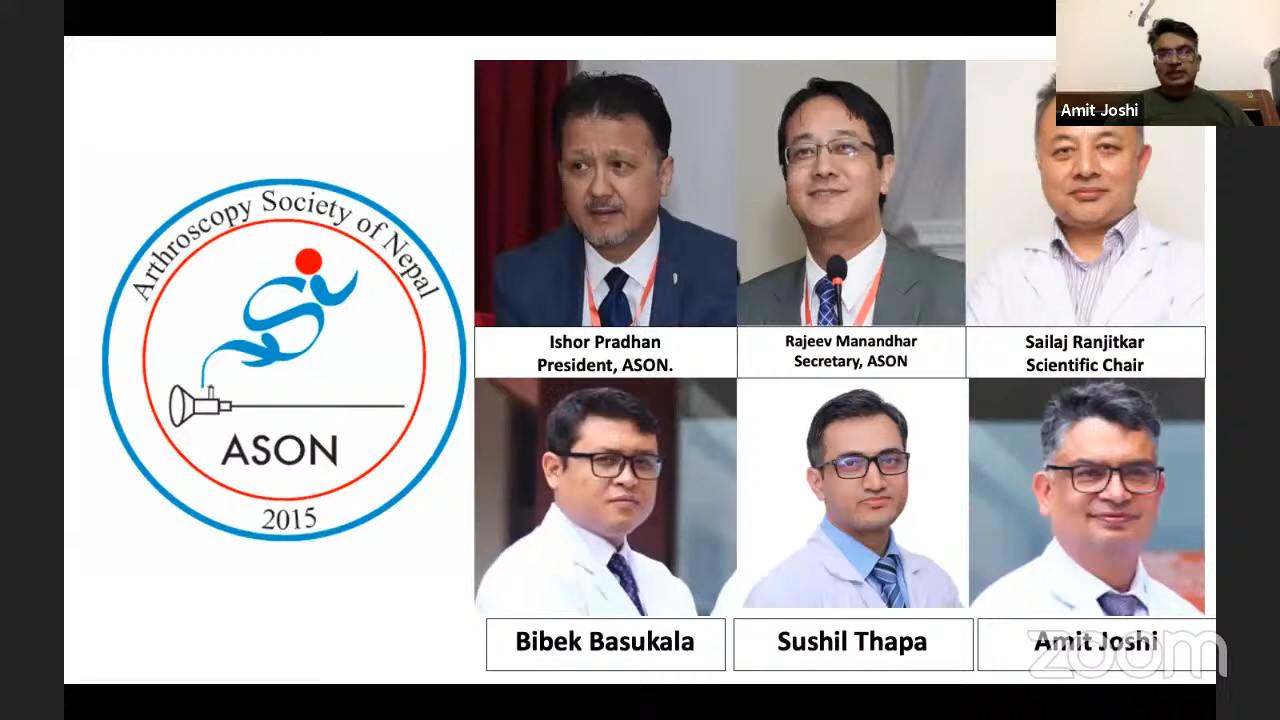 Amit Joshi
Arthroscopy Society of Nepal
ASON
2015
Ishor Pradhan
President, ASON.
Rajeev Manandhar
Secretary, ASON
Sailaj Ranjitkar
Scientific Chair
Bibek Basukala
Sushil Thapa
Amit Joshi
zoom